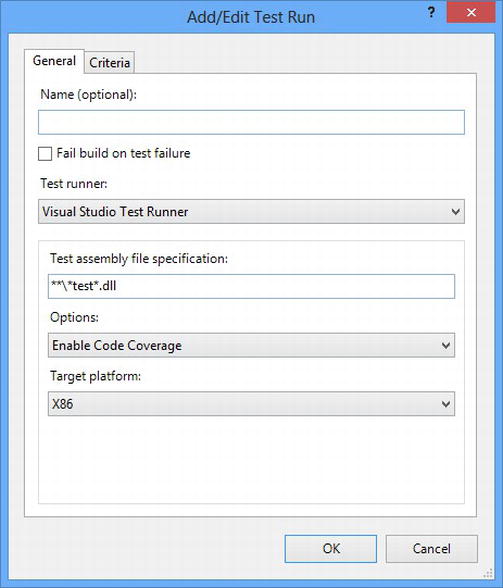 Add/Edit Test Run
?
General
Criteria
Name (optional):
Fail build on test failure
Test runner:
Visual Studio Test Runner
Test assembly file specification:
**\*test*.dll
Options:
Enable Code Coverage
Target platform:
X86
OK
Cancel